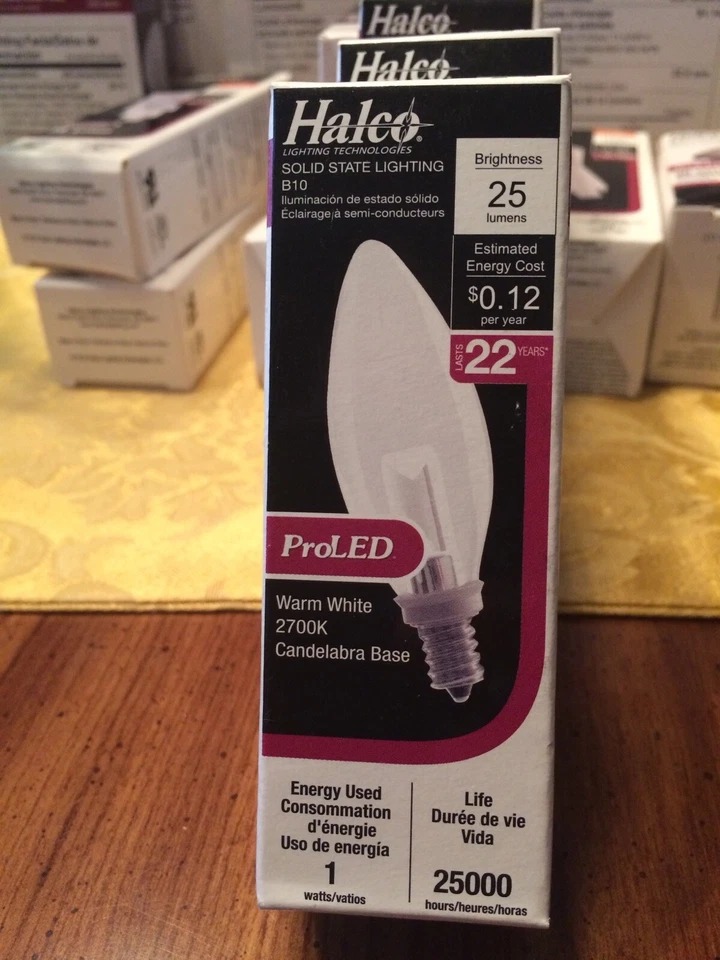 Halco
Halco
Halco®
LIGHTING TECHNOLOGIES
SOLID STATE LIGHTING
B10
Iluminación de estado sólido
Éclairage à semi-conducteurs
Brightness
25
lumens
Estimated
Energy Cost
$0.12
per year
LASTS 22 YEARS*
ProLED
Warm White
2700K
Candelabra Base
Energy Used
Consommation
d'énergie
Uso de energía
1
watts/vatios
Life
Durée de vie
Vida
25000
hours/heures/horas